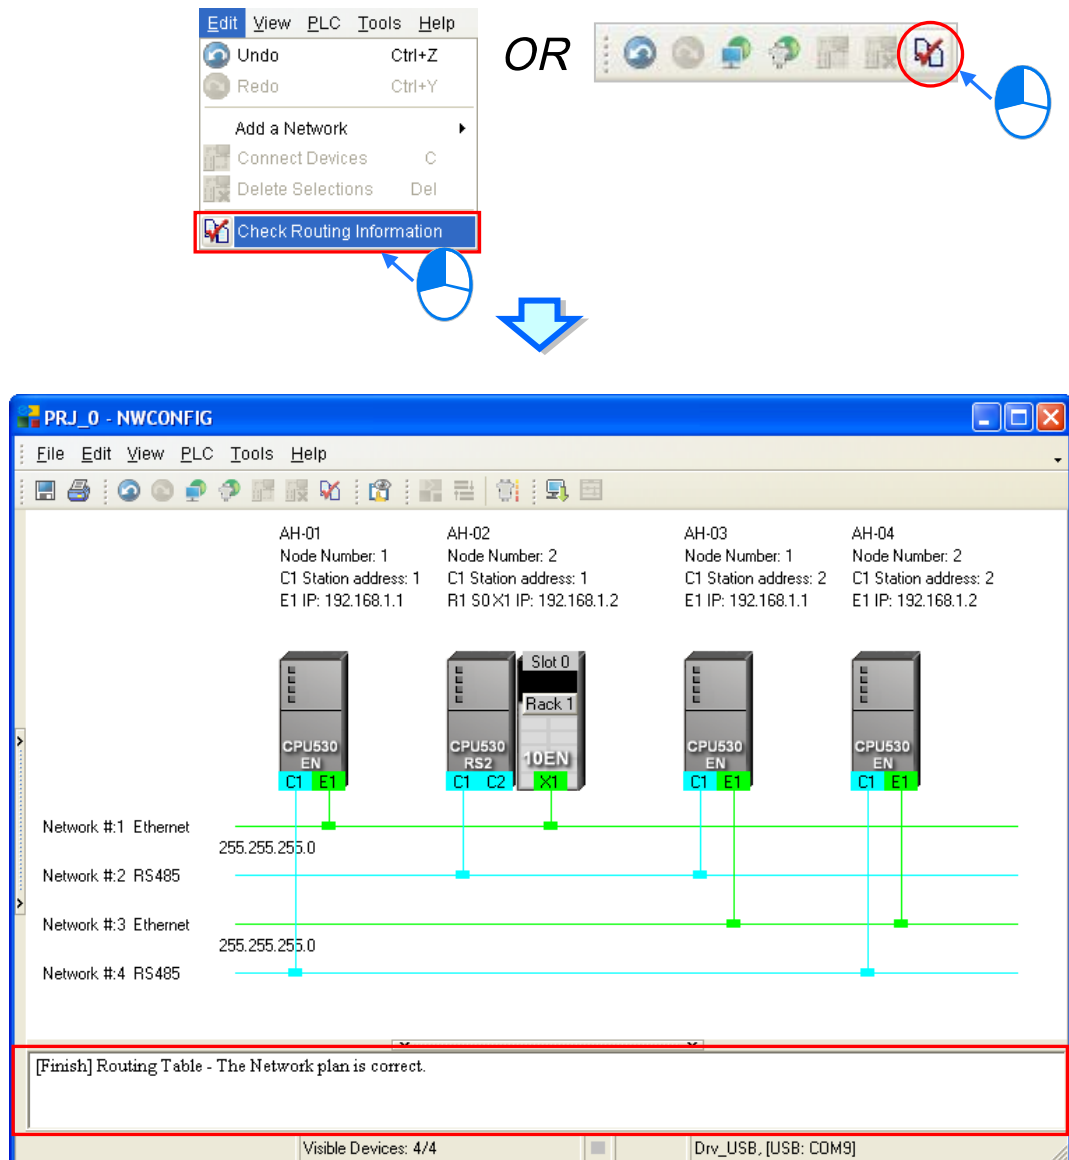 Edit View PLC Tools Help
Undo Ctrl+Z
Redo Ctrl+Y
Add a Network
Connect Devices C
Delete Selections Del
Check Routing Information
OR
PRJ_0 - NWCONFIG
File Edit View PLC Tools Help
AH-01
Node Number: 1
C1 Station address: 1
E1 IP: 192.168.1.1
AH-02
Node Number: 2
C1 Station address: 1
R1 S0 X1 IP: 192.168.1.2
AH-03
Node Number: 1
C1 Station address: 2
E1 IP: 192.168.1.1
AH-04
Node Number: 2
C1 Station address: 2
E1 IP: 192.168.1.2
CPU530
EN
C1 E1
CPU530
RS2
C1 C2
Slot 0
Rack 1
10EN
X1
CPU530
EN
C1 E1
CPU530
EN
C1 E1
Network #:1 Ethernet
255.255.255.0
Network #:2 RS485
Network #:3 Ethernet
255.255.255.0
Network #:4 RS485
[Finish] Routing Table - The Network plan is correct.
Visible Devices: 4/4
Drv_USB, [USB: COM9]